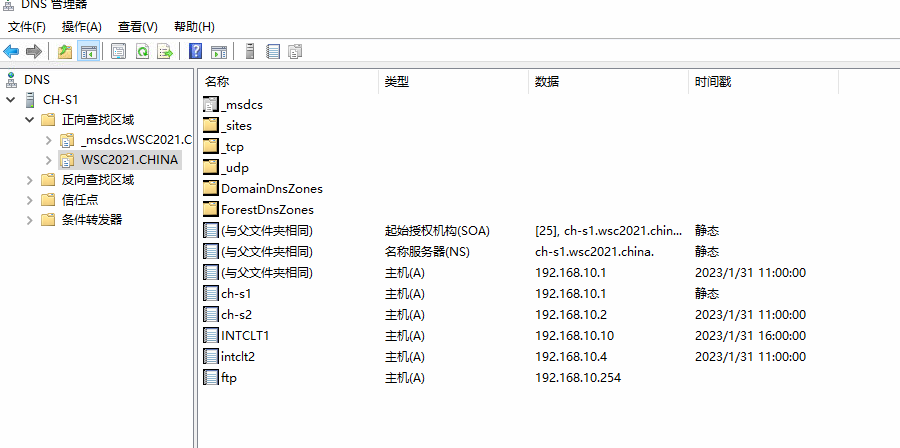 DNS 管理器
文件(F) 操作(A) 查看(V) 帮助(H)
DNS
CH-S1
正向查找区域
_msdcs.WSC2021.C
WSC2021.CHINA
反向查找区域
信任点
条件转发器
名称 类型 数据 时间戳
_msdcs
_sites
_tcp
_udp
DomainDnsZones
ForestDnsZones
(与父文件夹相同) 起始授权机构(SOA) [25], ch-s1.wsc2021.chin... 静态
(与父文件夹相同) 名称服务器(NS) ch-s1.wsc2021.china. 静态
(与父文件夹相同) 主机(A) 192.168.10.1 2023/1/31 11:00:00
ch-s1 主机(A) 192.168.10.1 静态
ch-s2 主机(A) 192.168.10.2 2023/1/31 11:00:00
INTCLT1 主机(A) 192.168.10.10 2023/1/31 16:00:00
intclt2 主机(A) 192.168.10.4 2023/1/31 11:00:00
ftp 主机(A) 192.168.10.254